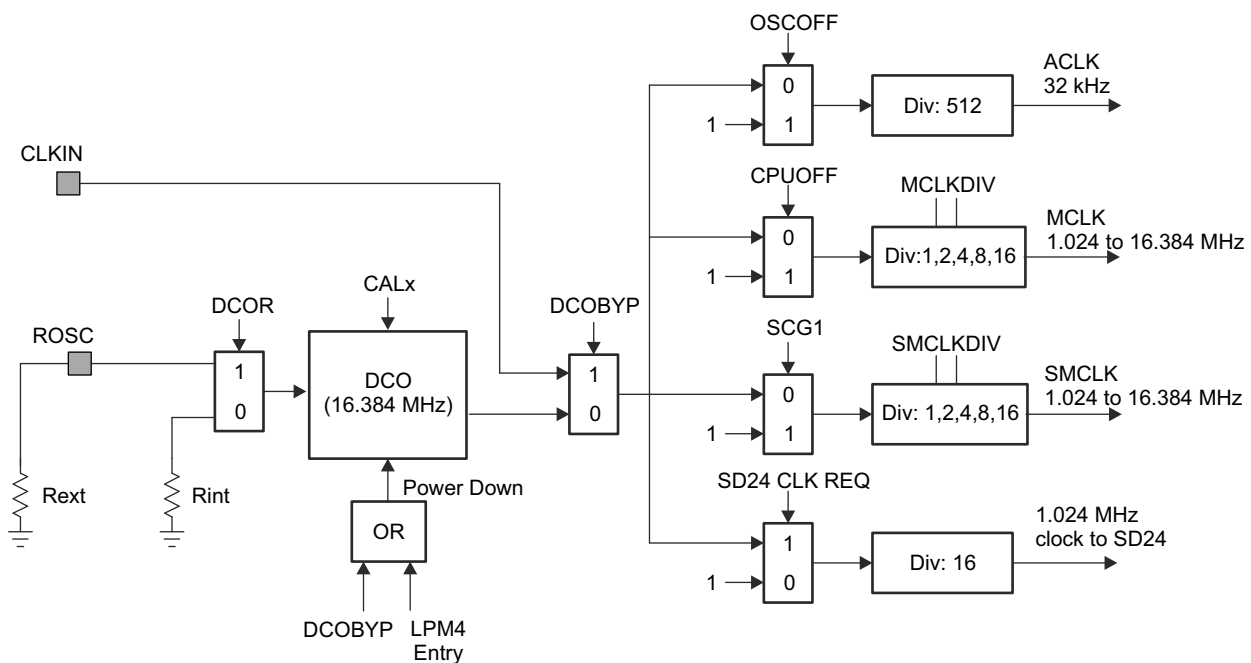 OSCOFF
0
1
1
Div: 512
ACLK
32 kHz
CLKIN
CPUOFF
0
1
1
MCLKDIV
Div:1,2,4,8,16
MCLK
1.024 to 16.384 MHz
ROSC
DCOR
1
0
CALx
DCO
(16.384 MHz)
DCOBYP
1
0
SCG1
0
1
1
SMCLKDIV
Div: 1,2,4,8,16
SMCLK
1.024 to 16.384 MHz
Rext
Rint
Power Down
OR
DCOBYP
LPM4
Entry
SD24 CLK REQ
1
1
0
Div: 16
1.024 MHz
clock to SD24